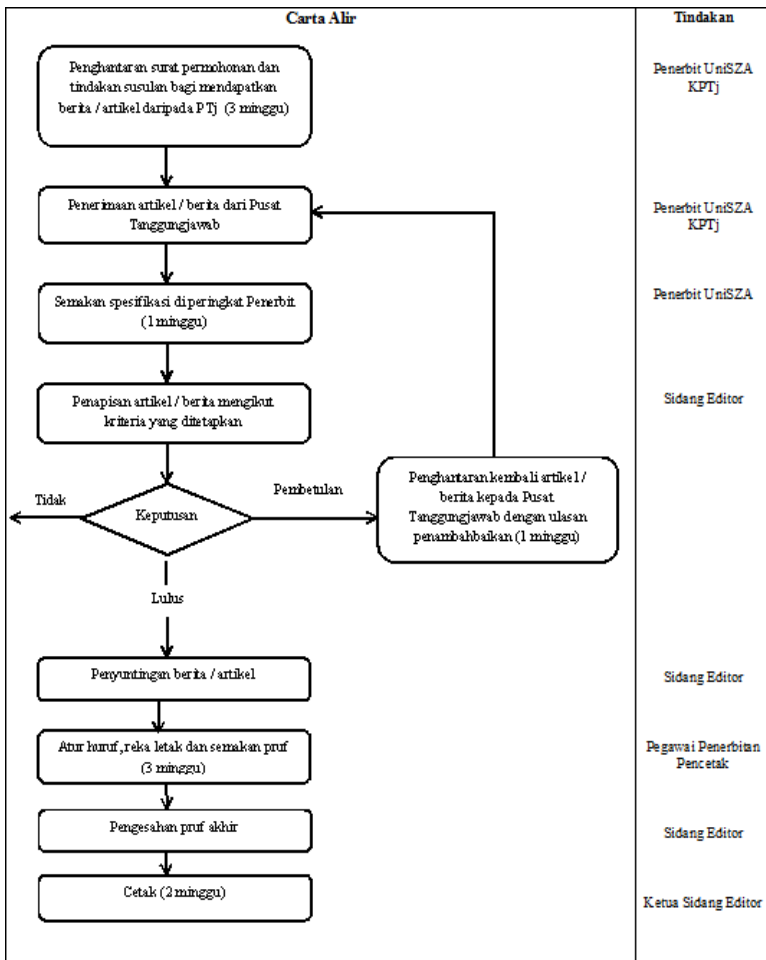 Carta Alir
Tindakan
Penghantaran surat permohonan dan
tindakan susulan bagi mendapatkan
berita / artikel daripada PTj (3 minggu)
Penerbit UniSZA
KPTj
Penerimaan artikel / berita dari Pusat
Tanggungjawab
Penerbit UniSZA
KPTj
Semakan spesifikasi di peringkat Penerbit
(1 minggu)
Penerbit UniSZA
Penapisan artikel / berita mengikut
kriteria yang ditetapkan
Sidang Editor
Tidak
Keputusan
Pembetulan
Penghantaran kembali artikel /
berita kepada Pusat
Tanggungjawab dengan ulasan
penambahbaikan (1 minggu)
Lulus
Penyuntingan berita / artikel
Sidang Editor
Atur huruf, reka letak dan semakan pruf
(3 minggu)
Pegawai Penerbitan
Pencetak
Pengesahan pruf akhir
Sidang Editor
Cetak (2 minggu)
Ketua Sidang Editor